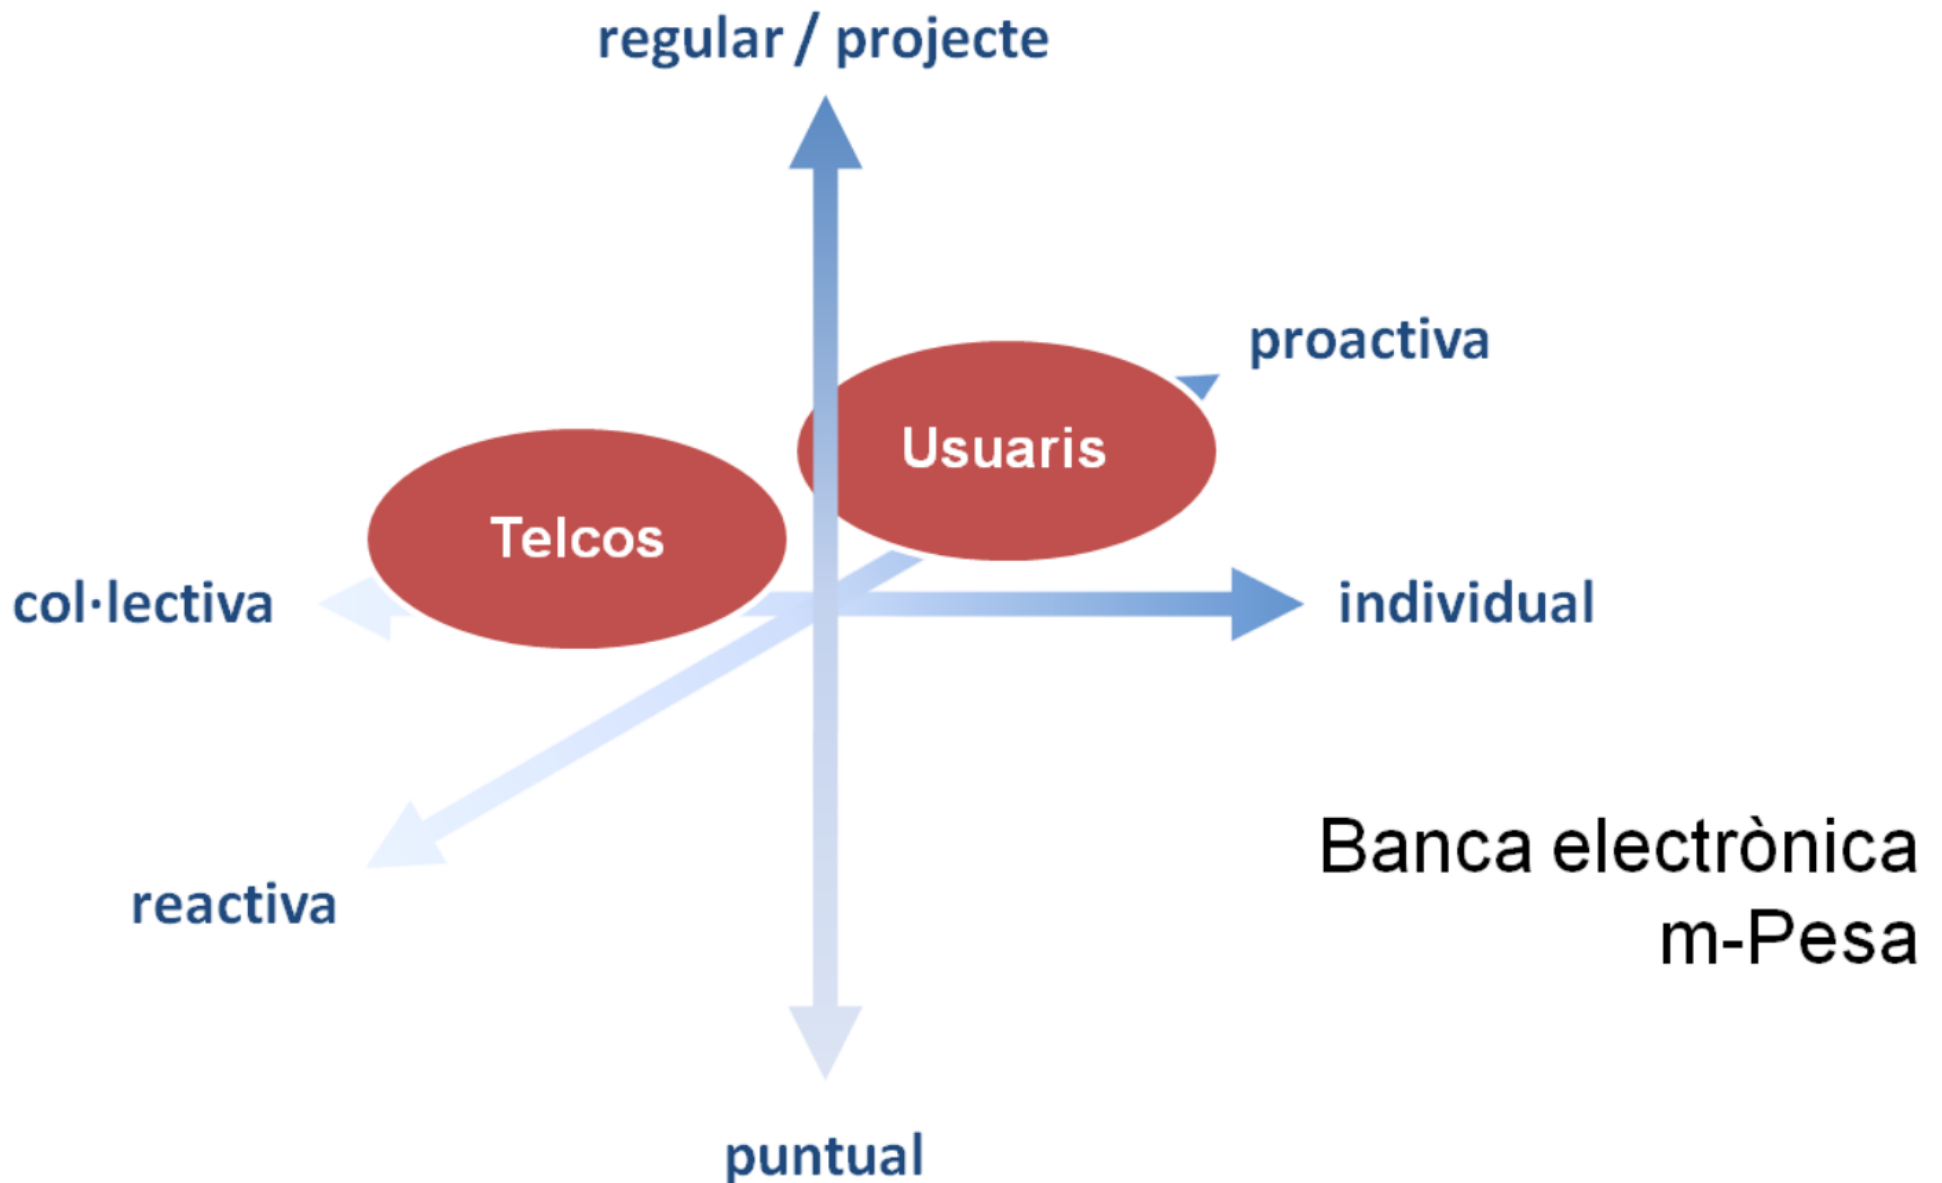 regular / projecte
proactiva
Usuaris
Telcos
col·lectiva
individual
Banca electrònica
reactiva
m-Pesa
puntual